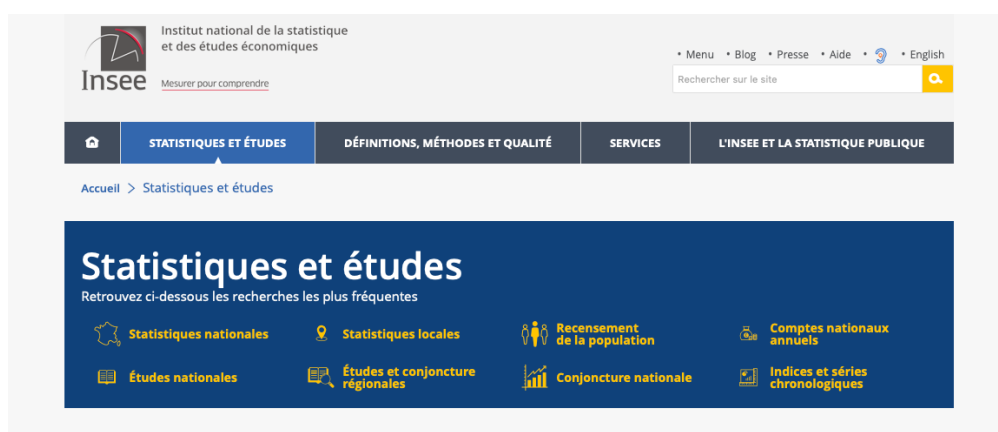 Institut national de la statistique
et des études économiques
Insee
Mesurer pour comprendre
• Menu • Blog • Presse • Aide • • English
Rechercher sur le site
STATISTIQUES ET ÉTUDES
DÉFINITIONS, MÉTHODES ET QUALITÉ
SERVICES
L'INSEE ET LA STATISTIQUE PUBLIQUE
Accueil > Statistiques et études
Statistiques et études
Retrouvez ci-dessous les recherches les plus fréquentes
Statistiques nationales
Statistiques locales
Recensement
de la population
Comptes nationaux
annuels
Études nationales
Études et conjoncture
régionales
Conjoncture nationale
Indices et séries
chronologiques